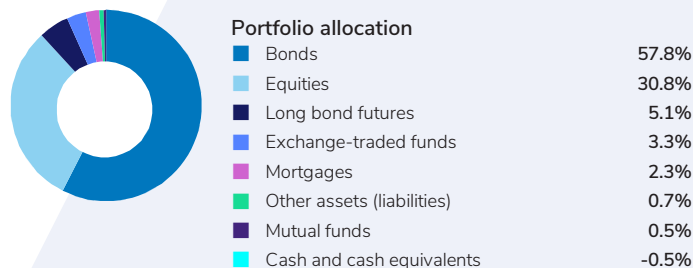 Portfolio allocation
Bonds 57.8%
Equities 30.8%
Long bond futures 5.1%
Exchange-traded funds 3.3%
Mortgages 2.3%
Other assets (liabilities) 0.7%
Mutual funds 0.5%
Cash and cash equivalents -0.5%